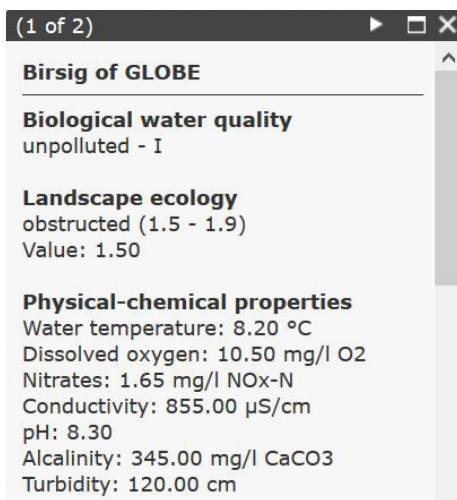 (1 of 2)
Birsig of GLOBE
Biological water quality
unpolluted - I
Landscape ecology
obstructed (1.5 - 1.9)
Value: 1.50
Physical-chemical properties
Water temperature: 8.20 °C
Dissolved oxygen: 10.50 mg/l O2
Nitrates: 1.65 mg/l NOx-N
Conductivity: 855.00 μS/cm
pH: 8.30
Alcalinity: 345.00 mg/l CaCO3
Turbidity: 120.00 cm